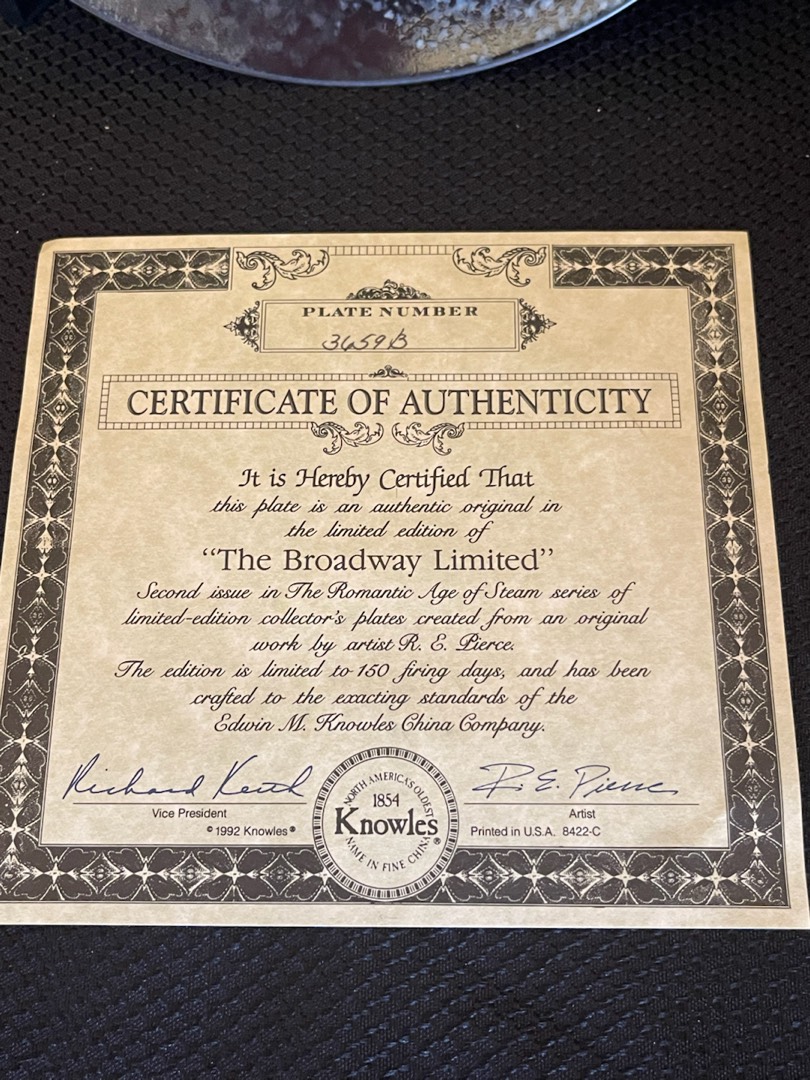 PLATE NUMBER
3659B
CERTIFICATE OF AUTHENTICITY
It is Hereby Certified That
this plate is an authentic original in
the limited edition of
“The Broadway Limited”
Second issue in The Romantic Age of Steam series of
limited-edition collector's plates created from an original
work by artist R. E. Pierce.
The edition is limited to 150 firing days, and has been
crafted to the exacting standards of the
Edwin M. Knowles China Company.
Richard Keith
Vice President
©1992 Knowles®
NORTH AMERICA'S OLDEST
1854
Knowles®
NAME IN FINE CHINA
R. E. Pierce
Artist
Printed in U.S.A. 8422-C